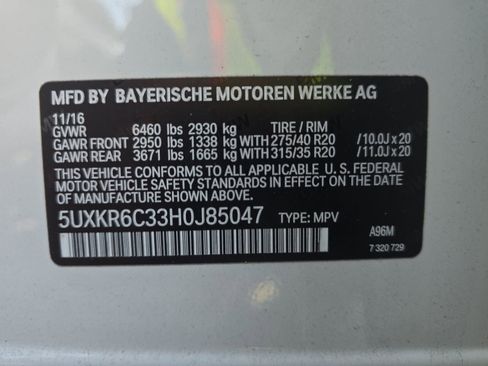 MFD BY BAYERISCHE MOTOREN WERKE AG
11/16
GVWR 6460 lbs 2930 kg TIRE / RIM
GAWR FRONT 2950 lbs 1338 kg WITH 275/40 R20 /10.0J x 20
GAWR REAR 3671 lbs 1665 kg WITH 315/35 R20 /11.0J x 20
THIS VEHICLE CONFORMS TO ALL APPLICABLE U. S. FEDERAL
MOTOR VEHICLE SAFETY STANDARDS IN EFFECT ON THE
DATE OF MANUFACTURE SHOWN ABOVE.
5UXKR6C33H0J85047 TYPE: MPV
A96M
7 320 729